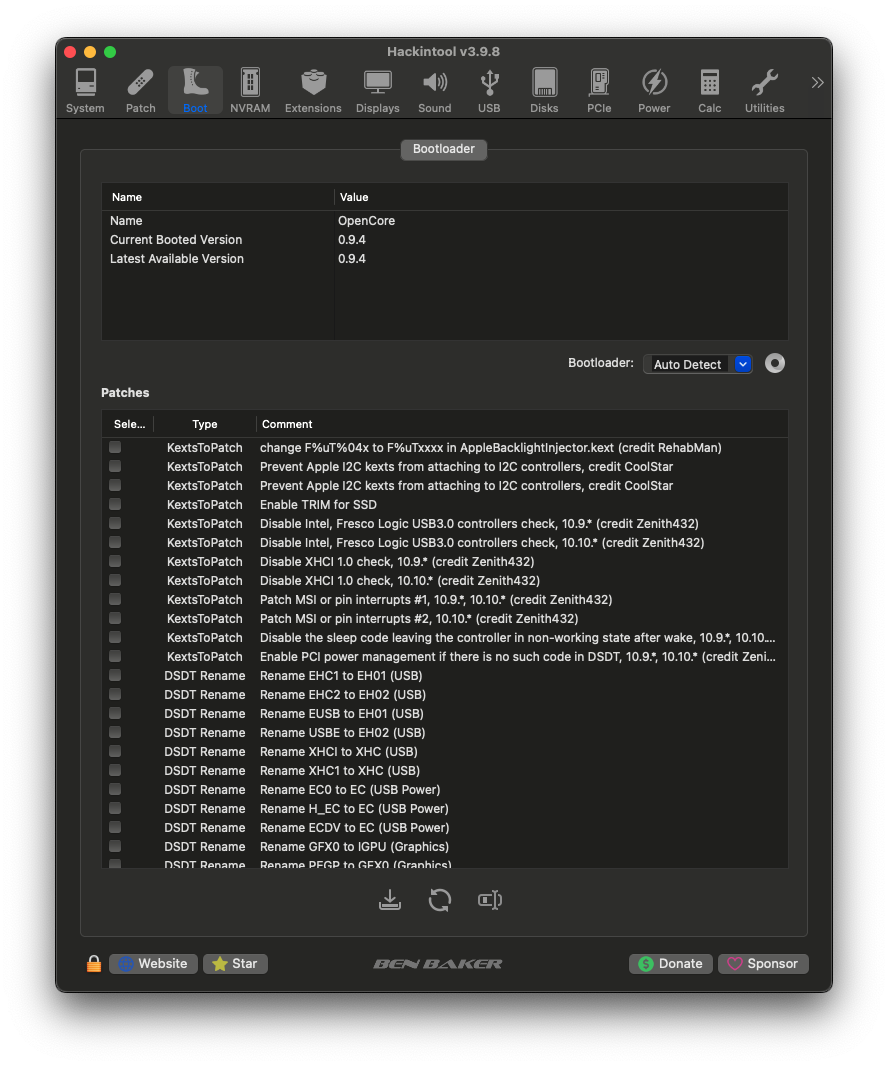 Hackintool v3.9.8
System Patch Boot NVRAM Extensions Displays Sound USB Disks PCIe Power Calc Utilities
Bootloader
Name Value
Name OpenCore
Current Booted Version 0.9.4
Latest Available Version 0.9.4
Bootloader: Auto Detect
Patches
Sele... Type Comment
KextsToPatch change F%uT%04x to F%uTxxxx in AppleBacklightInjector.kext (credit RehabMan)
KextsToPatch Prevent Apple I2C kexts from attaching to I2C controllers, credit CoolStar
KextsToPatch Prevent Apple I2C kexts from attaching to I2C controllers, credit CoolStar
KextsToPatch Enable TRIM for SSD
KextsToPatch Disable Intel, Fresco Logic USB3.0 controllers check, 10.9.* (credit Zenith432)
KextsToPatch Disable Intel, Fresco Logic USB3.0 controllers check, 10.10.* (credit Zenith432)
KextsToPatch Disable XHCI 1.0 check, 10.9.* (credit Zenith432)
KextsToPatch Disable XHCI 1.0 check, 10.10.* (credit Zenith432)
KextsToPatch Patch MSI or pin interrupts #1, 10.9.*, 10.10.* (credit Zenith432)
KextsToPatch Patch MSI or pin interrupts #2, 10.10.* (credit Zenith432)
KextsToPatch Disable the sleep code leaving the controller in non-working state after wake, 10.9.*, 10.10....
KextsToPatch Enable PCI power management if there is no such code in DSDT, 10.9.*, 10.10.* (credit Zeni...
DSDT Rename Rename EHC1 to EH01 (USB)
DSDT Rename Rename EHC2 to EH02 (USB)
DSDT Rename Rename EUSB to EH01 (USB)
DSDT Rename Rename USBE to EH02 (USB)
DSDT Rename Rename XHCI to XHC (USB)
DSDT Rename Rename XHC1 to XHC (USB)
DSDT Rename Rename EC0 to EC (USB Power)
DSDT Rename Rename H_EC to EC (USB Power)
DSDT Rename Rename ECDV to EC (USB Power)
DSDT Rename Rename GFX0 to IGPU (Graphics)
DSDT Rename Rename PEGP to GFX0 (Graphics)
Website Star BEN BAKER Donate Sponsor